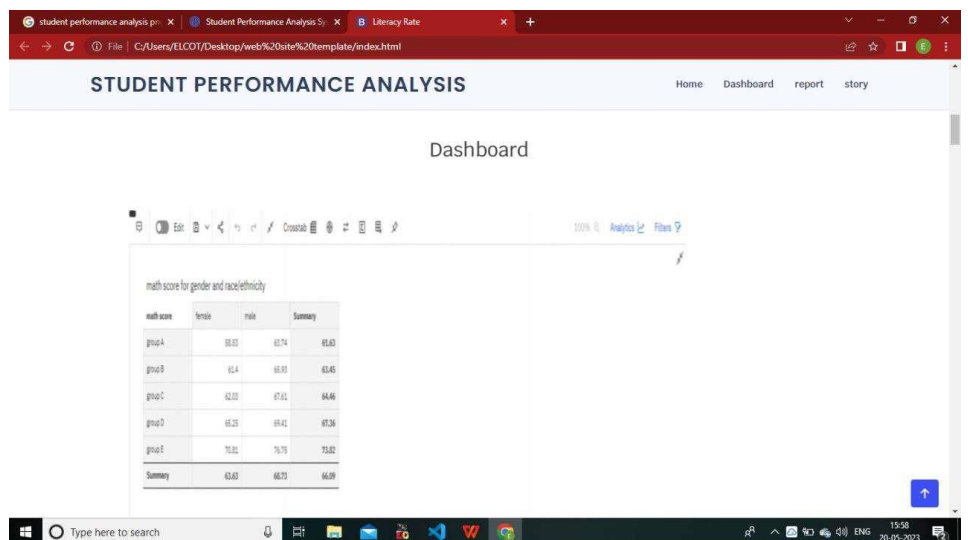 student performance analysis pr Student Performance Analysis Sy B Literacy Rate
File C:/Users/ELCOT/Desktop/web%20site%20template/index.html E
STUDENT PERFORMANCE ANALYSIS Home Dashboard report story
Dashboard
Edit Crosstab 100% Analytics Filters
math score for gender and race/ethnicity
math score female male Summary
group A 58.53 63.74 61.63
group B 61.4 65.93 63.45
group C 62.03 67.61 64.46
group D 65.25 69.41 67.36
group E 70.81 76.75 73.82
Summary 63.63 68.73 66.09
Type here to search ENG 15:58
20-05-2023